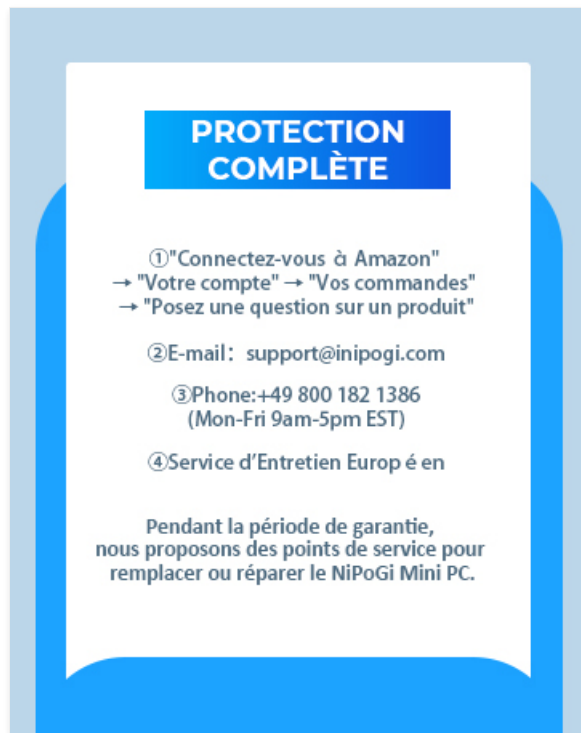 PROTECTION
COMPLÈTE
①"Connectez-vous à Amazon"
→ "Votre compte" → "Vos commandes"
→ "Posez une question sur un produit"
②E-mail： support@inipogi.com
③Phone:+49 800 182 1386
(Mon-Fri 9am-5pm EST)
④Service d’Entretien Europ é en
Pendant la période de garantie,
nous proposons des points de service pour
remplacer ou réparer le NiPoGi Mini PC.